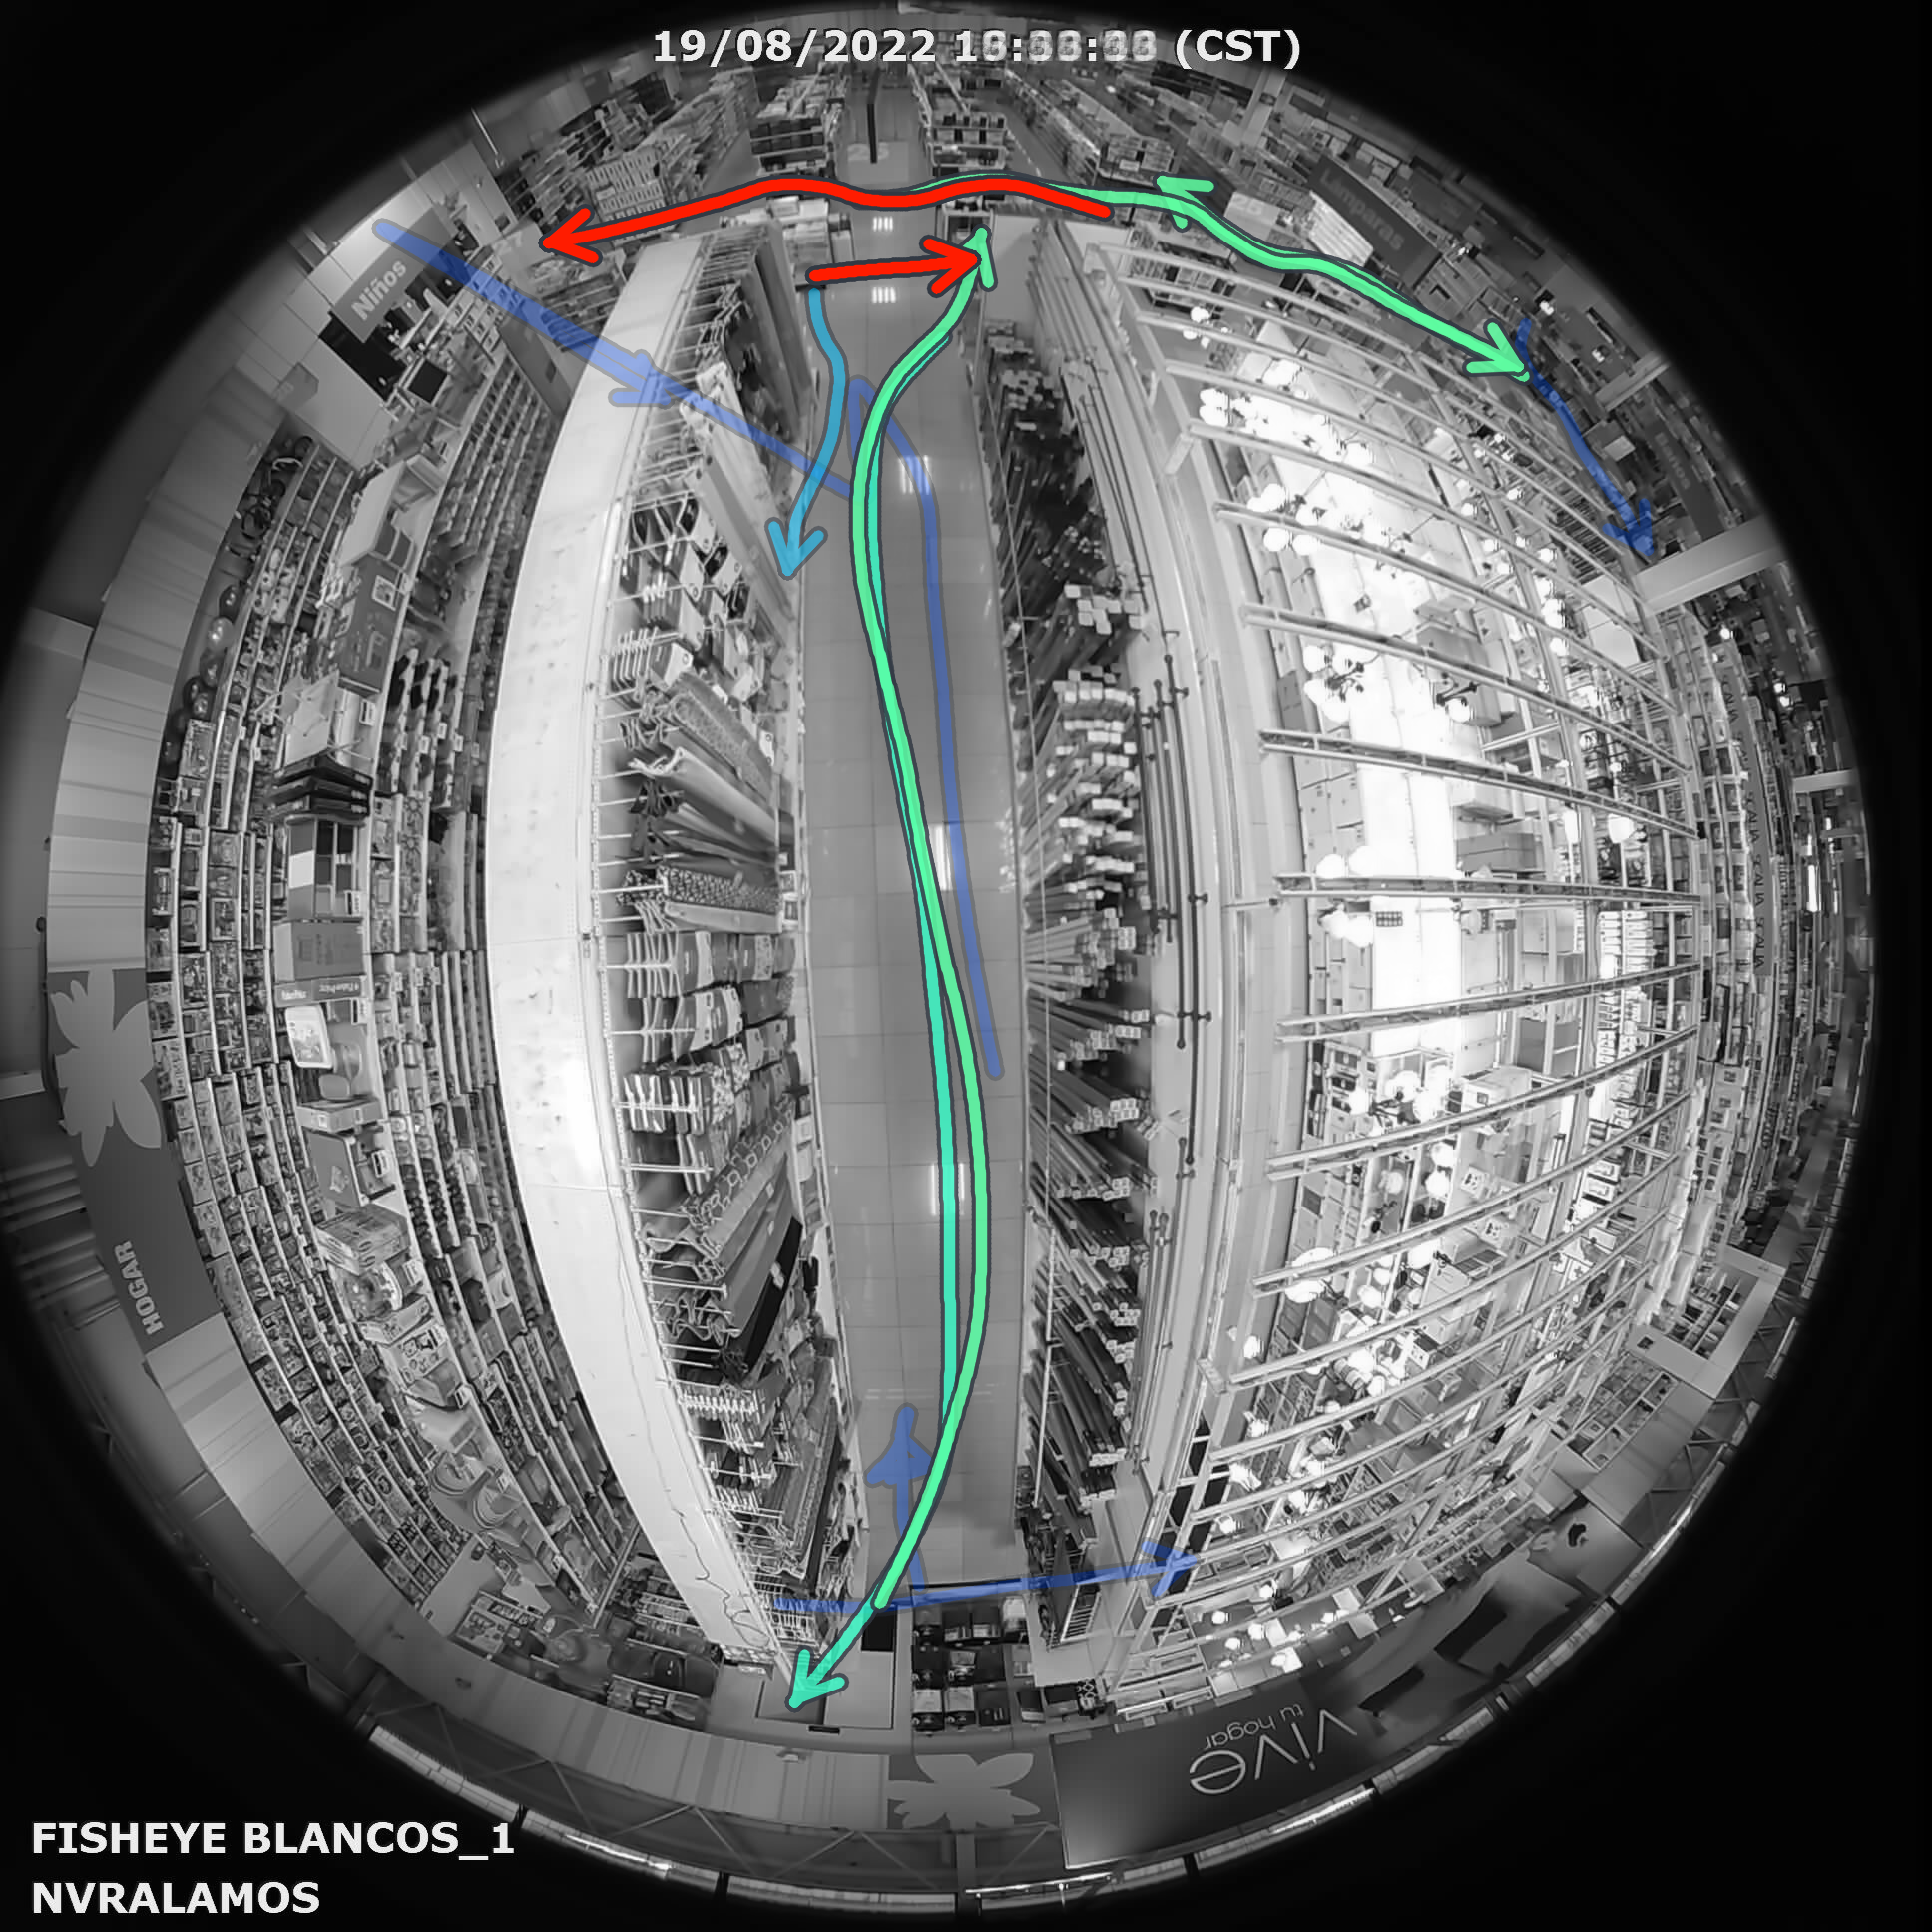 19/08/2022 (CST)
Niños
Lámparas
HOGAR
vive
tu hogar
FISHEYE BLANCOS_1
NVRALAMOS